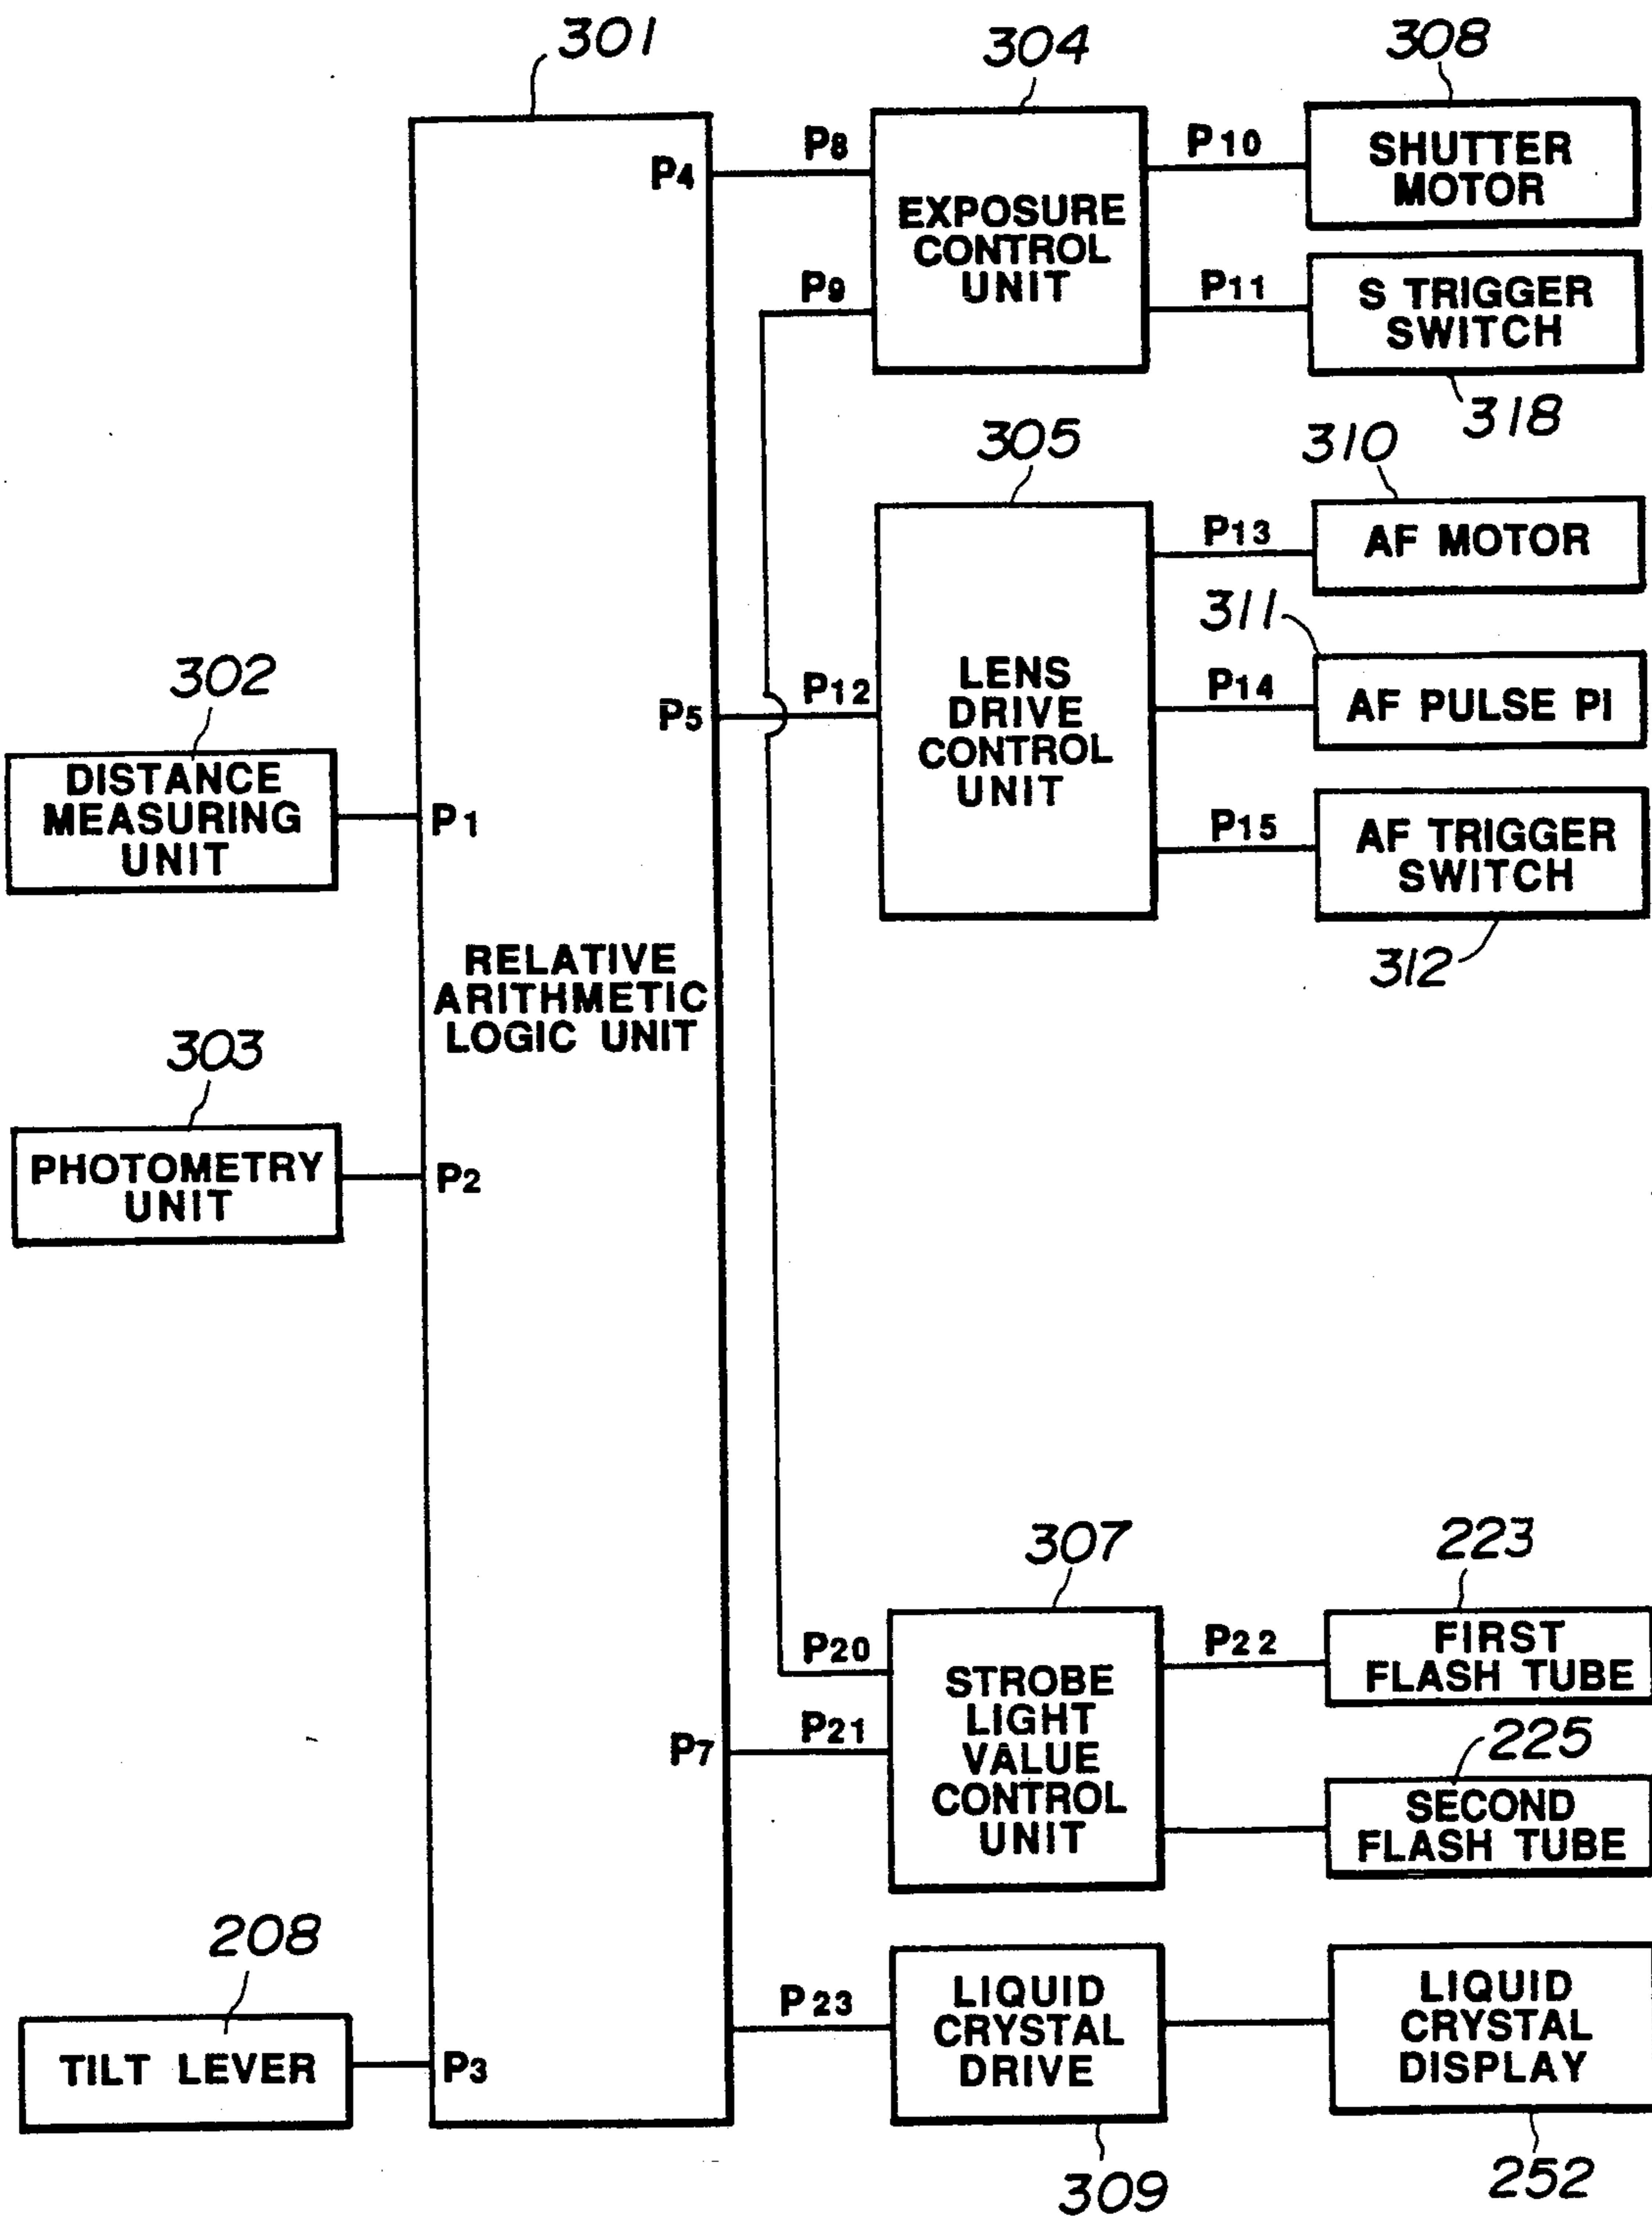 301
304
308
P4
P8
P10
SHUTTER
MOTOR
EXPOSURE
CONTROL
UNIT
P9
P11
S TRIGGER
SWITCH
318
305
310
P13
AF MOTOR
311
302
P5
P12
LENS
DRIVE
CONTROL
UNIT
P14
AF PULSE PI
DISTANCE
MEASURING
UNIT
P1
P15
AF TRIGGER
SWITCH
312
RELATIVE
ARITHMETIC
LOGIC UNIT
303
PHOTOMETRY
UNIT
P2
307
223
P20
P22
FIRST
FLASH TUBE
STROBE
LIGHT
VALUE
CONTROL
UNIT
P7
P21
225
SECOND
FLASH TUBE
208
TILT LEVER
P3
P23
LIQUID
CRYSTAL
DRIVE
LIQUID
CRYSTAL
DISPLAY
309
252